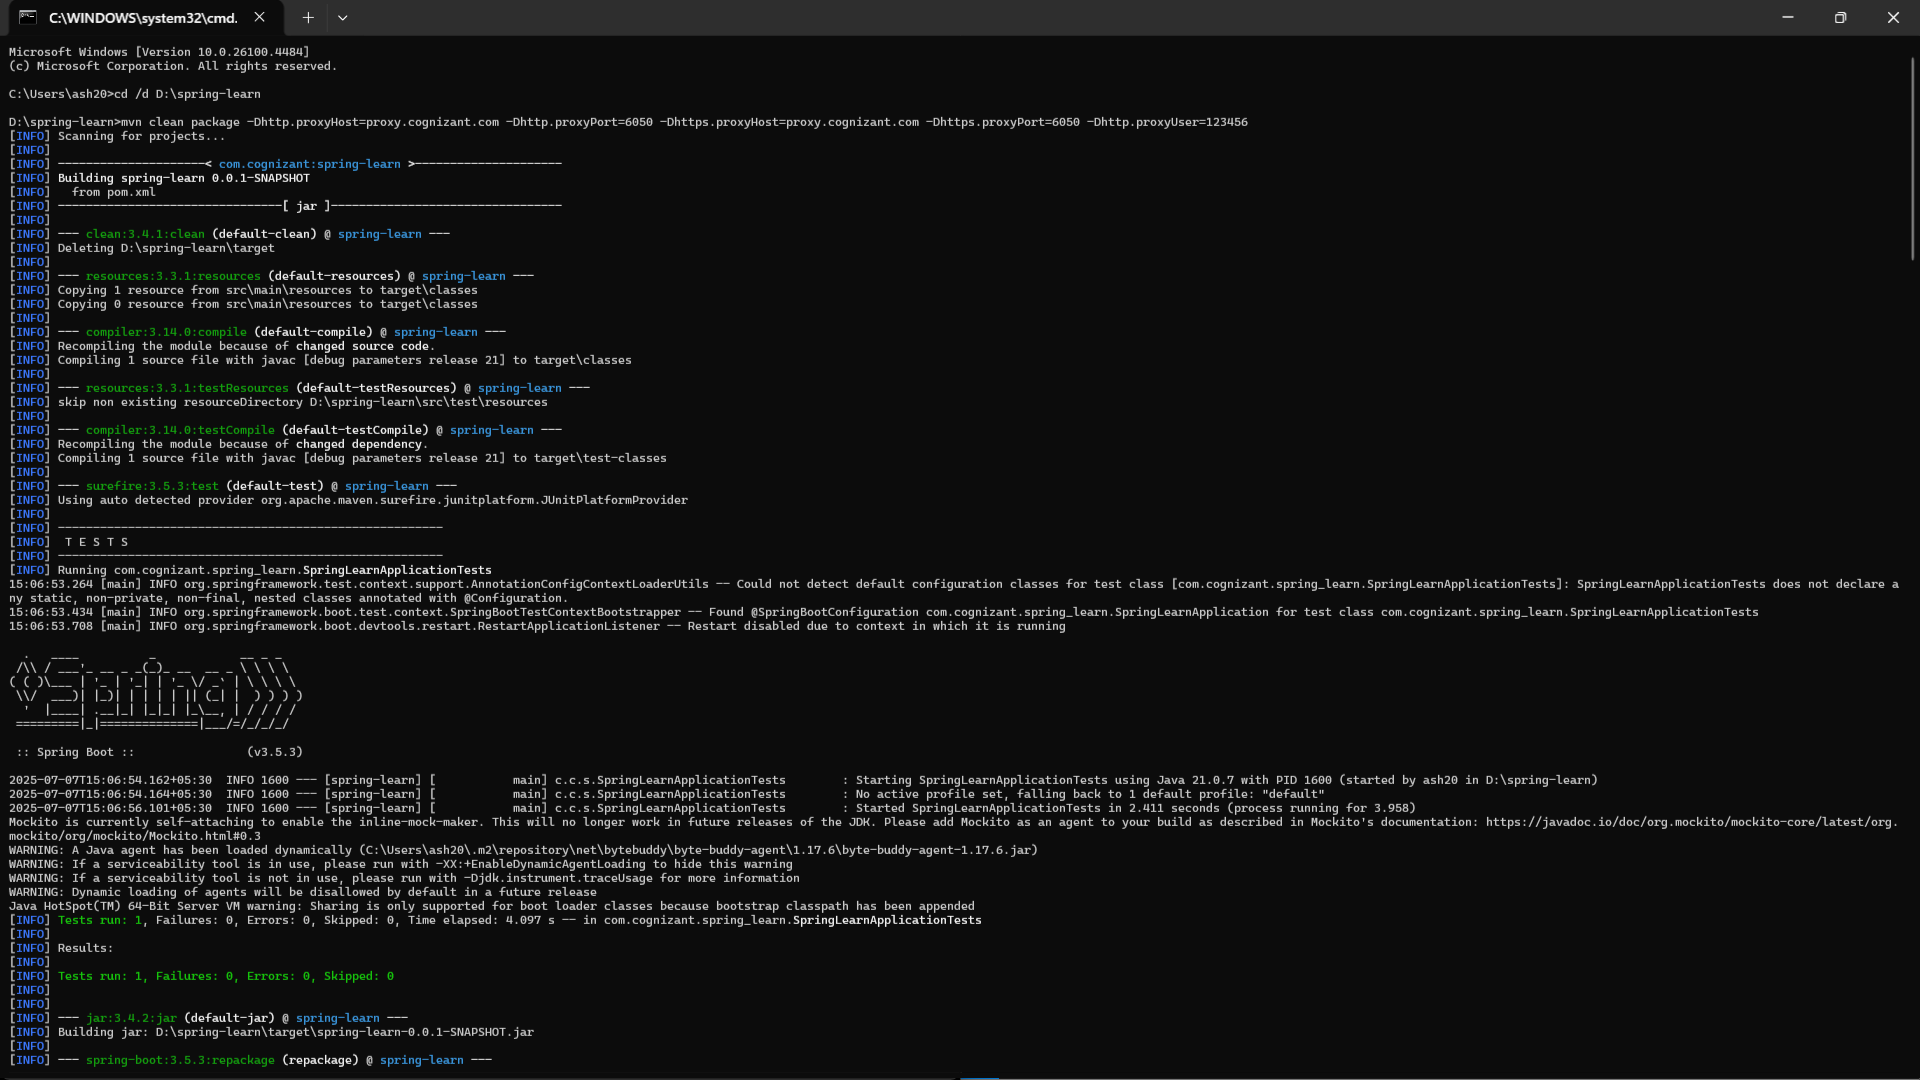 C:\WINDOWS\system32\cmd.
Microsoft Windows [Version 10.0.26100.4484]
(c) Microsoft Corporation. All rights reserved.
C:\Users\ash20>cd /d D:\spring-learn
D:\spring-learn>mvn clean package -Dhttp.proxyHost=proxy.cognizant.com -Dhttp.proxyPort=6050 -Dhttps.proxyHost=proxy.cognizant.com -Dhttps.proxyPort=6050 -Dhttp.proxyUser=123456
[INFO] Scanning for projects...
[INFO]
[INFO] ---------------------< com.cognizant:spring-learn >---------------------
[INFO] Building spring-learn 0.0.1-SNAPSHOT
[INFO]   from pom.xml
[INFO] --------------------------------[ jar ]---------------------------------
[INFO]
[INFO] --- clean:3.4.1:clean (default-clean) @ spring-learn ---
[INFO] Deleting D:\spring-learn\target
[INFO]
[INFO] --- resources:3.3.1:resources (default-resources) @ spring-learn ---
[INFO] Copying 1 resource from src\main\resources to target\classes
[INFO] Copying 0 resource from src\main\resources to target\classes
[INFO]
[INFO] --- compiler:3.14.0:compile (default-compile) @ spring-learn ---
[INFO] Recompiling the module because of changed source code.
[INFO] Compiling 1 source file with javac [debug parameters release 21] to target\classes
[INFO]
[INFO] --- resources:3.3.1:testResources (default-testResources) @ spring-learn ---
[INFO] skip non existing resourceDirectory D:\spring-learn\src\test\resources
[INFO]
[INFO] --- compiler:3.14.0:testCompile (default-testCompile) @ spring-learn ---
[INFO] Recompiling the module because of changed dependency.
[INFO] Compiling 1 source file with javac [debug parameters release 21] to target\test-classes
[INFO]
[INFO] --- surefire:3.5.3:test (default-test) @ spring-learn ---
[INFO] Using auto detected provider org.apache.maven.surefire.junitplatform.JUnitPlatformProvider
[INFO]
[INFO] -------------------------------------------------------
[INFO]  T E S T S
[INFO] -------------------------------------------------------
[INFO] Running com.cognizant.spring_learn.SpringLearnApplicationTests
15:06:53.264 [main] INFO org.springframework.test.context.support.AnnotationConfigContextLoaderUtils -- Could not detect default configuration classes for test class [com.cognizant.spring_learn.SpringLearnApplicationTests]: SpringLearnApplicationTests does not declare a
ny static, non-private, non-final, nested classes annotated with @Configuration.
15:06:53.434 [main] INFO org.springframework.boot.test.context.SpringBootTestContextBootstrapper -- Found @SpringBootConfiguration com.cognizant.spring_learn.SpringLearnApplication for test class com.cognizant.spring_learn.SpringLearnApplicationTests
15:06:53.708 [main] INFO org.springframework.boot.devtools.restart.RestartApplicationListener -- Restart disabled due to context in which it is running
  .   ____          _            __ _ _
 /\\ / ___'_ __ _ _(_)_ __  __ _ \ \ \ \
( ( )\___ | '_ | '_| | '_ \/ _` | \ \ \ \
 \\/  ___)| |_)| | | | | || (_| |  ) ) ) )
  '  |____| .__|_| |_|_| |_\__, | / / / /
 =========|_|==============|___/=/_/_/_/
 :: Spring Boot ::                (v3.5.3)
2025-07-07T15:06:54.162+05:30  INFO 1600 --- [spring-learn] [           main] c.c.s.SpringLearnApplicationTests        : Starting SpringLearnApplicationTests using Java 21.0.7 with PID 1600 (started by ash20 in D:\spring-learn)
2025-07-07T15:06:54.164+05:30  INFO 1600 --- [spring-learn] [           main] c.c.s.SpringLearnApplicationTests        : No active profile set, falling back to 1 default profile: "default"
2025-07-07T15:06:56.101+05:30  INFO 1600 --- [spring-learn] [           main] c.c.s.SpringLearnApplicationTests        : Started SpringLearnApplicationTests in 2.411 seconds (process running for 3.958)
Mockito is currently self-attaching to enable the inline-mock-maker. This will no longer work in future releases of the JDK. Please add Mockito as an agent to your build as described in Mockito's documentation: https://javadoc.io/doc/org.mockito/mockito-core/latest/org.
mockito/org/mockito/Mockito.html#0.3
WARNING: A Java agent has been loaded dynamically (C:\Users\ash20\.m2\repository\net\bytebuddy\byte-buddy-agent\1.17.6\byte-buddy-agent-1.17.6.jar)
WARNING: If a serviceability tool is in use, please run with -XX:+EnableDynamicAgentLoading to hide this warning
WARNING: If a serviceability tool is not in use, please run with -Djdk.instrument.traceUsage for more information
WARNING: Dynamic loading of agents will be disallowed by default in a future release
Java HotSpot(TM) 64-Bit Server VM warning: Sharing is only supported for boot loader classes because bootstrap classpath has been appended
[INFO] Tests run: 1, Failures: 0, Errors: 0, Skipped: 0, Time elapsed: 4.097 s -- in com.cognizant.spring_learn.SpringLearnApplicationTests
[INFO]
[INFO] Results:
[INFO]
[INFO] Tests run: 1, Failures: 0, Errors: 0, Skipped: 0
[INFO]
[INFO]
[INFO] --- jar:3.4.2:jar (default-jar) @ spring-learn ---
[INFO] Building jar: D:\spring-learn\target\spring-learn-0.0.1-SNAPSHOT.jar
[INFO]
[INFO] --- spring-boot:3.5.3:repackage (repackage) @ spring-learn ---